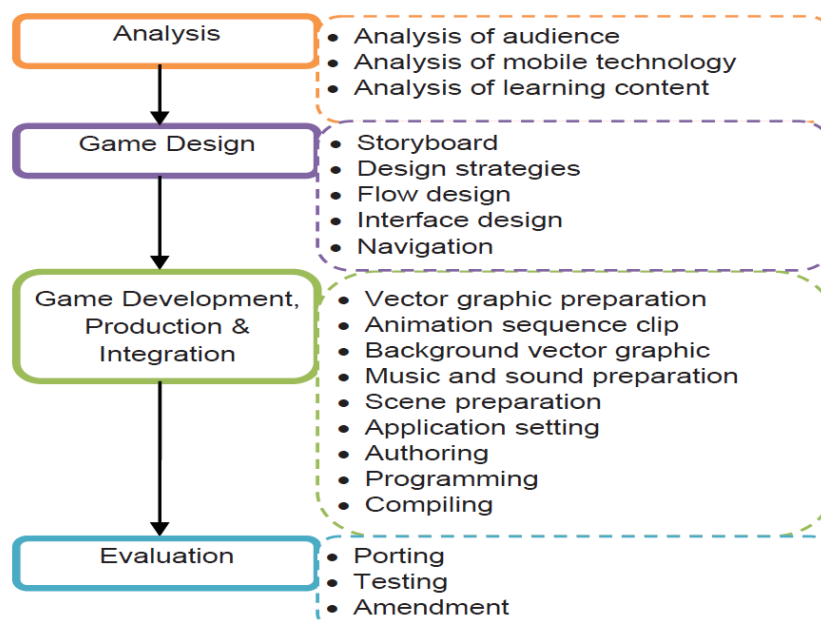 Analysis
• Analysis of audience
• Analysis of mobile technology
• Analysis of learning content
Game Design
• Storyboard
• Design strategies
• Flow design
• Interface design
• Navigation
Game Development,
Production &
Integration
• Vector graphic preparation
• Animation sequence clip
• Background vector graphic
• Music and sound preparation
• Scene preparation
• Application setting
• Authoring
• Programming
• Compiling
Evaluation
• Porting
• Testing
• Amendment